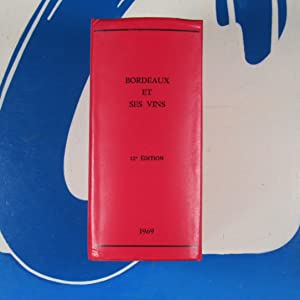 BORDEAUX
ET
SES VINS
12e ÉDITION
1969